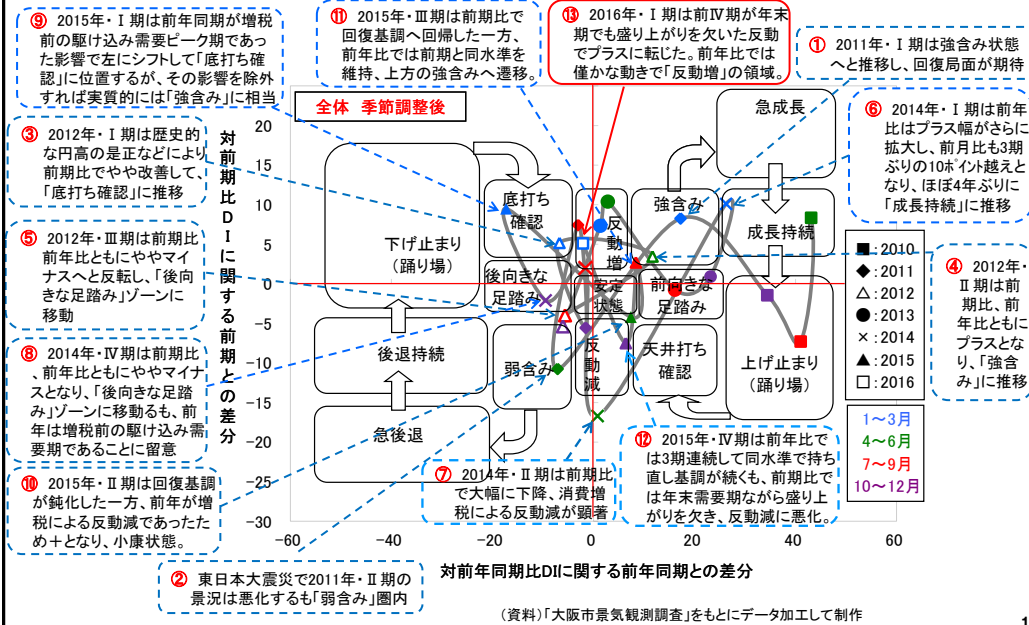 ⑨ 2015年・Ⅰ期は前年同期が増税
前の駆け込み需要ピーク期であっ
た影響で左にシフトして「底打ち確
認」に位置するが、その影響を除外
すれば実質的には「強含み」に相当
⑪ 2015年・Ⅲ期は前期比で
回復基調へ回帰した一方、
前年比では前期と同水準を
維持、上方の強含みへ遷移。
⑬ 2016年・Ⅰ期は前Ⅳ期が年末
期でも盛り上がりを欠いた反動
でプラスに転じた。前年比では
僅かな動きで「反動増」の領域。
① 2011年・Ⅰ期は強含み状態
へと推移し、回復局面が期待
③ 2012年・Ⅰ期は歴史的
な円高の是正などにより
前期比でやや改善して、
「底打ち確認」に推移
⑤ 2012年・Ⅲ期は前期比
前年比ともにややマイ
ナスへと反転し、「後向
きな足踏み」ゾーンに
移動
⑧ 2014年・Ⅳ期は前期比
、前年比ともにややマイナ
スとなり、「後向きな足踏
み」ゾーンに移動するも、前
年は増税前の駆け込み需
要期であることに留意
⑩ 2015年・Ⅱ期は回復基調
が鈍化した一方、前年が増
税による反動減であったた
め+となり、小康状態。
⑥ 2014年・Ⅰ期は前年
比はプラス幅がさらに
拡大し、前月比も3期
ぶりの10ポイント越えと
なり、ほぼ4年ぶりに
「成長持続」に推移
④ 2012年・
Ⅱ期は前
期比、前
年比ともに
プラスとな
り、「強含
み」に推移
全体 季節調整後
対前期比DIに関する前期との差分
20
10
0
−10
−20
−30
−60
−40
−20
0
20
40
60
急成長
底打ち
確認
反動増
強含み
成長持続
下げ止まり
(踊り場)
後向きな
足踏み
安定
状態
前向きな
足踏み
後退持続
弱含み
反動減
天井打ち
確認
上げ止まり
(踊り場)
急後退
:2010
:2011
:2012
:2013
:2014
:2015
:2016
1~3月
4~6月
7~9月
10~12月
⑦ 2014年・Ⅱ期は前期比
で大幅に下降、消費増
税による反動減が顕著
⑫ 2015年・Ⅳ期は前年比で
は3期連続して同水準で持ち
直し基調が続くも、前期比で
は年末需要期ながら盛り上
がりを欠き、反動減に悪化。
② 東日本大震災で2011年・Ⅱ期の
景況は悪化するも「弱含み」圏内
対前年同期比DIに関する前年同期との差分
(資料)「大阪市景気観測調査」をもとにデータ加工して制作
1